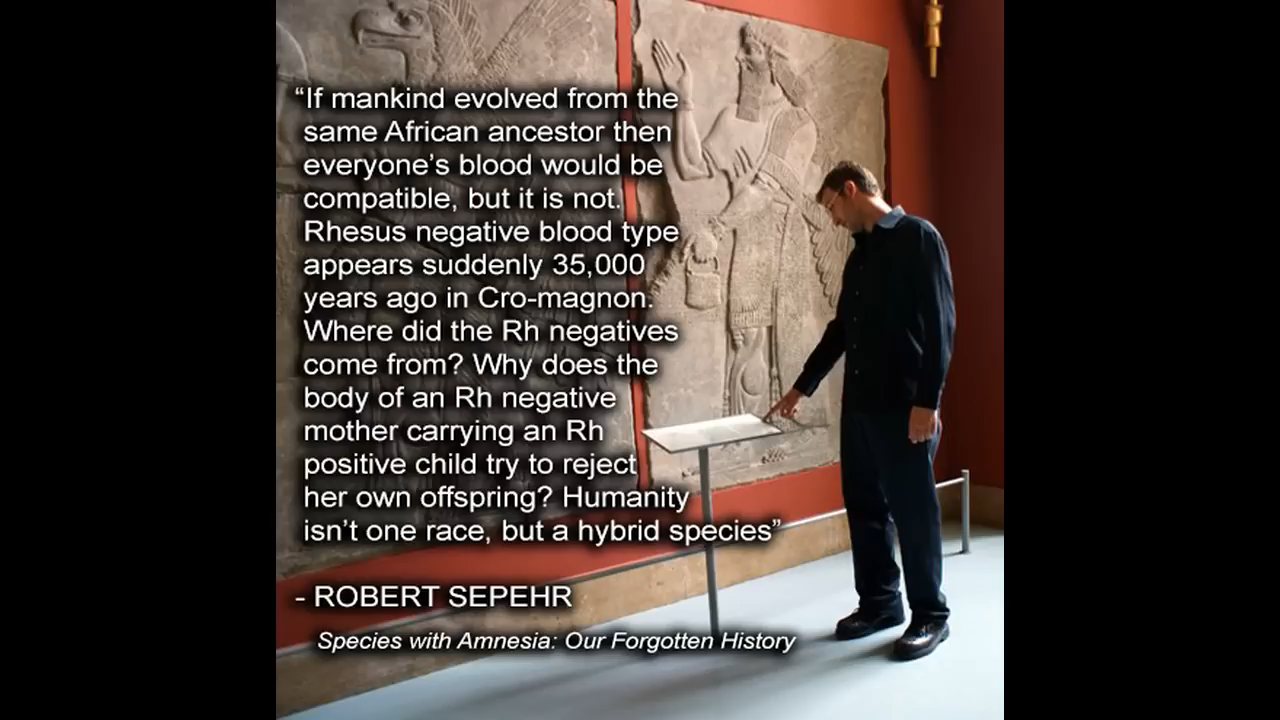 “If mankind evolved from the
same African ancestor then
everyone’s blood would be
compatible, but it is not.
Rhesus negative blood type
appears suddenly 35,000
years ago in Cro-magnon.
Where did the Rh negatives
come from? Why does the
body of an Rh negative
mother carrying an Rh
positive child try to reject
her own offspring? Humanity
isn’t one race, but a hybrid species”
- ROBERT SEPEHR
Species with Amnesia: Our Forgotten History